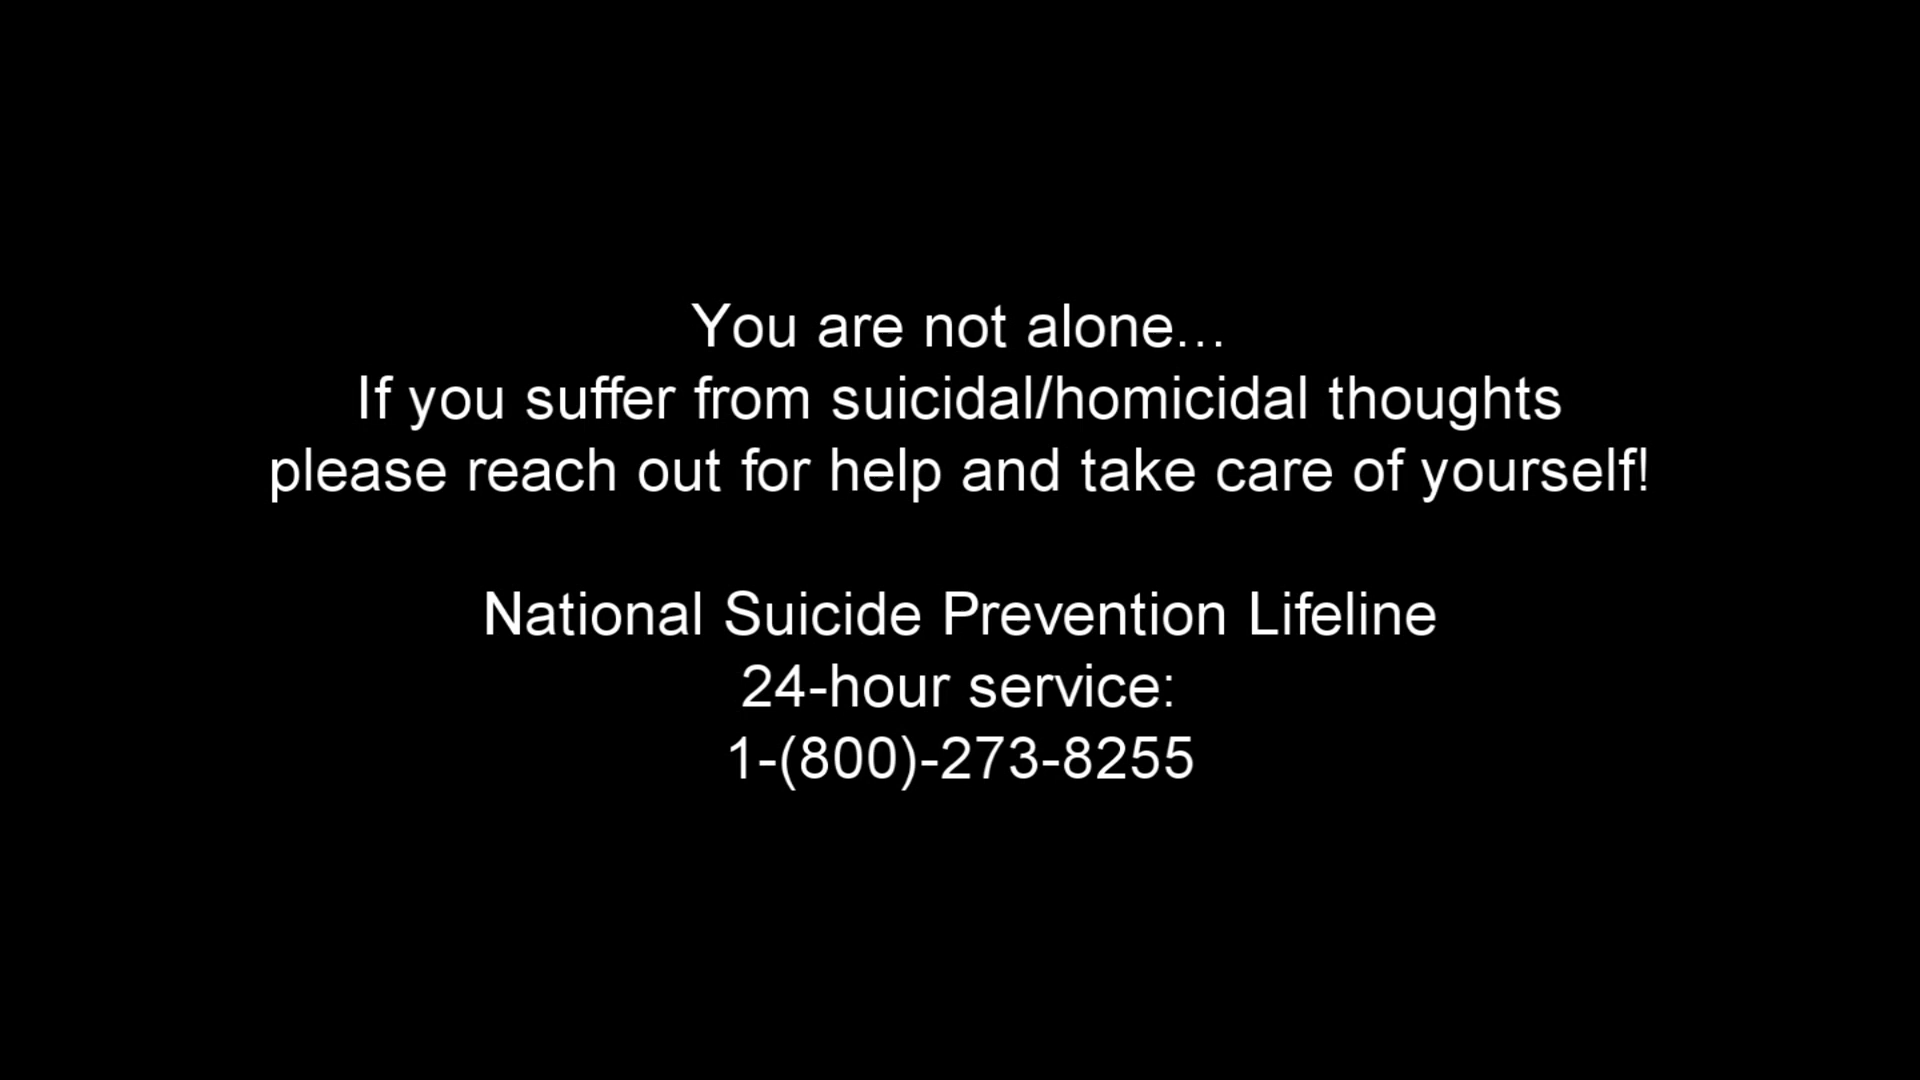 You are not alone...
If you suffer from suicidal/homicidal thoughts
please reach out for help and take care of yourself!
National Suicide Prevention Lifeline
24-hour service:
1-(800)-273-8255